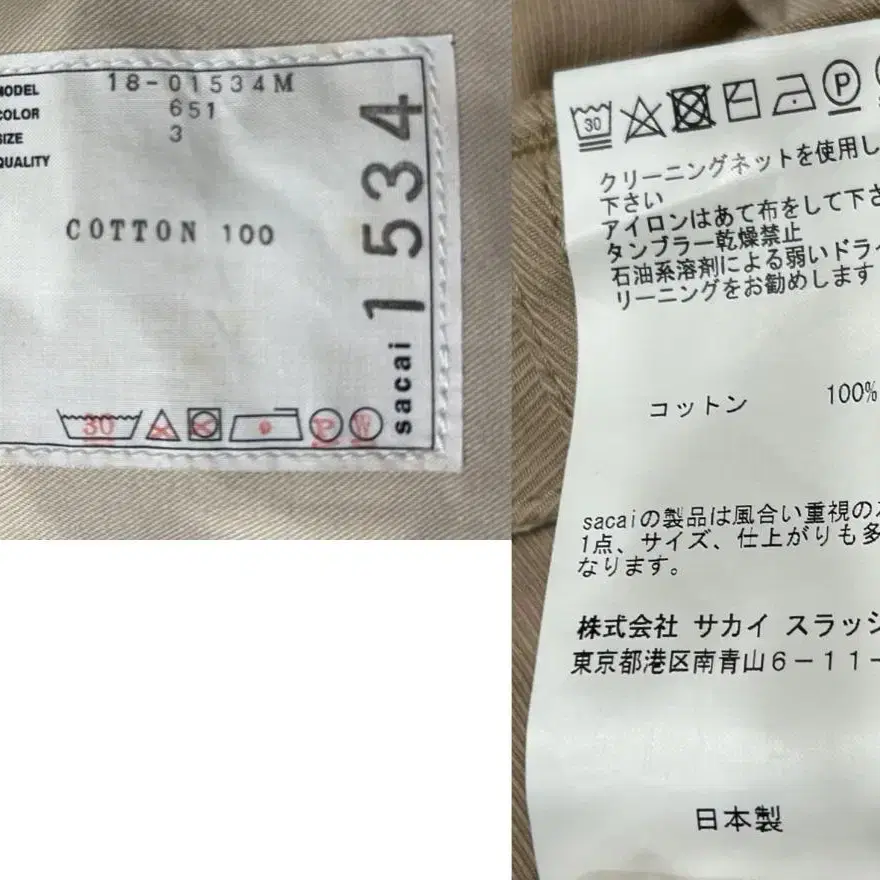 MODEL 18-01534M
COLOR 651
SIZE 3
QUALITY
COTTON 100
sacai 1534
30
P
W
30
P
クリーニングネットを使用し
下さい
アイロンはあて布をして下さ
タンブラー乾燥禁止
石油系溶剤による弱いドライ
リーニングをお勧めします
コットン 100%
sacaiの製品は風合い重視の
1点、サイズ、仕上がりも多
なります。
株式会社 サカイ スラッシ
東京都港区南青山6-11-
日本製